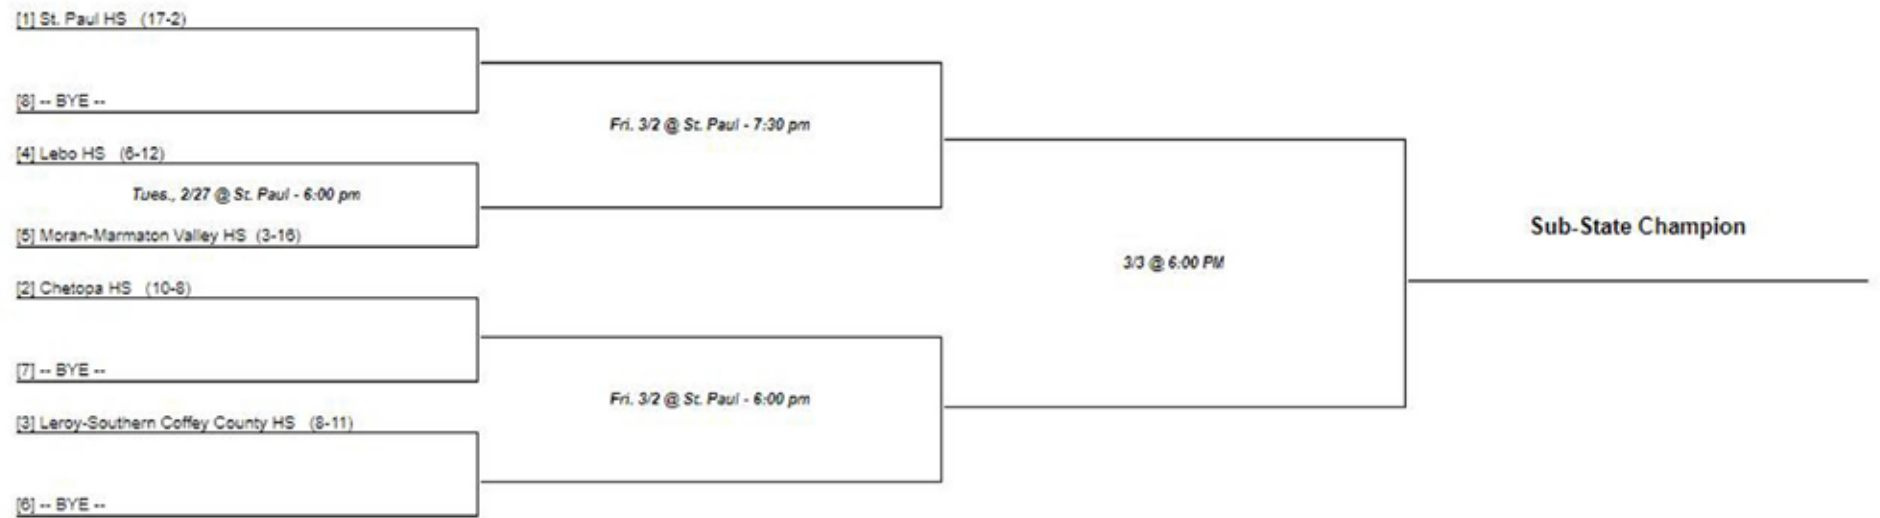 [1] St. Paul HS (17-2)
[8] -- BYE --
Fri. 3/2 @ St. Paul - 7:30 pm
[4] Lebo HS (6-12)
Tues., 2/27 @ St. Paul - 6:00 pm
[5] Moran-Marmaton Valley HS (3-16)
Sub-State Champion
3/3 @ 6:00 PM
[2] Chetopa HS (10-8)
[7] -- BYE --
Fri. 3/2 @ St. Paul - 6:00 pm
[3] Leroy-Southern Coffey County HS (8-11)
[6] -- BYE --